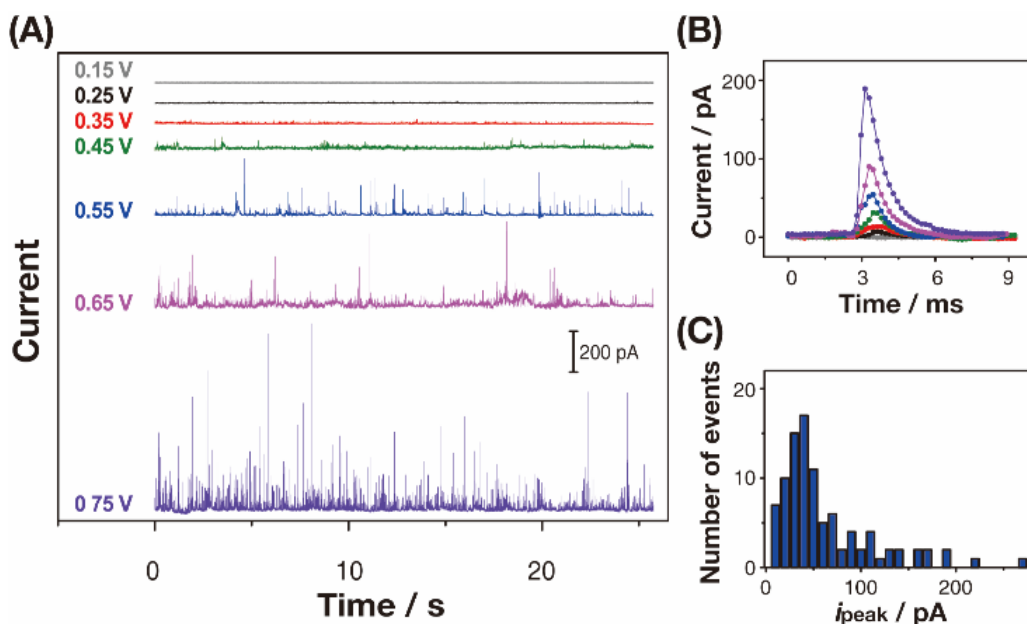 (A)
0.15 V
0.25 V
0.35 V
0.45 V
0.55 V
0.65 V
0 75 V
200 pA
Current
0
10
20
Time / s
(B)
200
100
0
Current / pA
0
3
6
9
Time / ms
(C)
20
10
0
Number of events
0
100
200
ipeak / pA